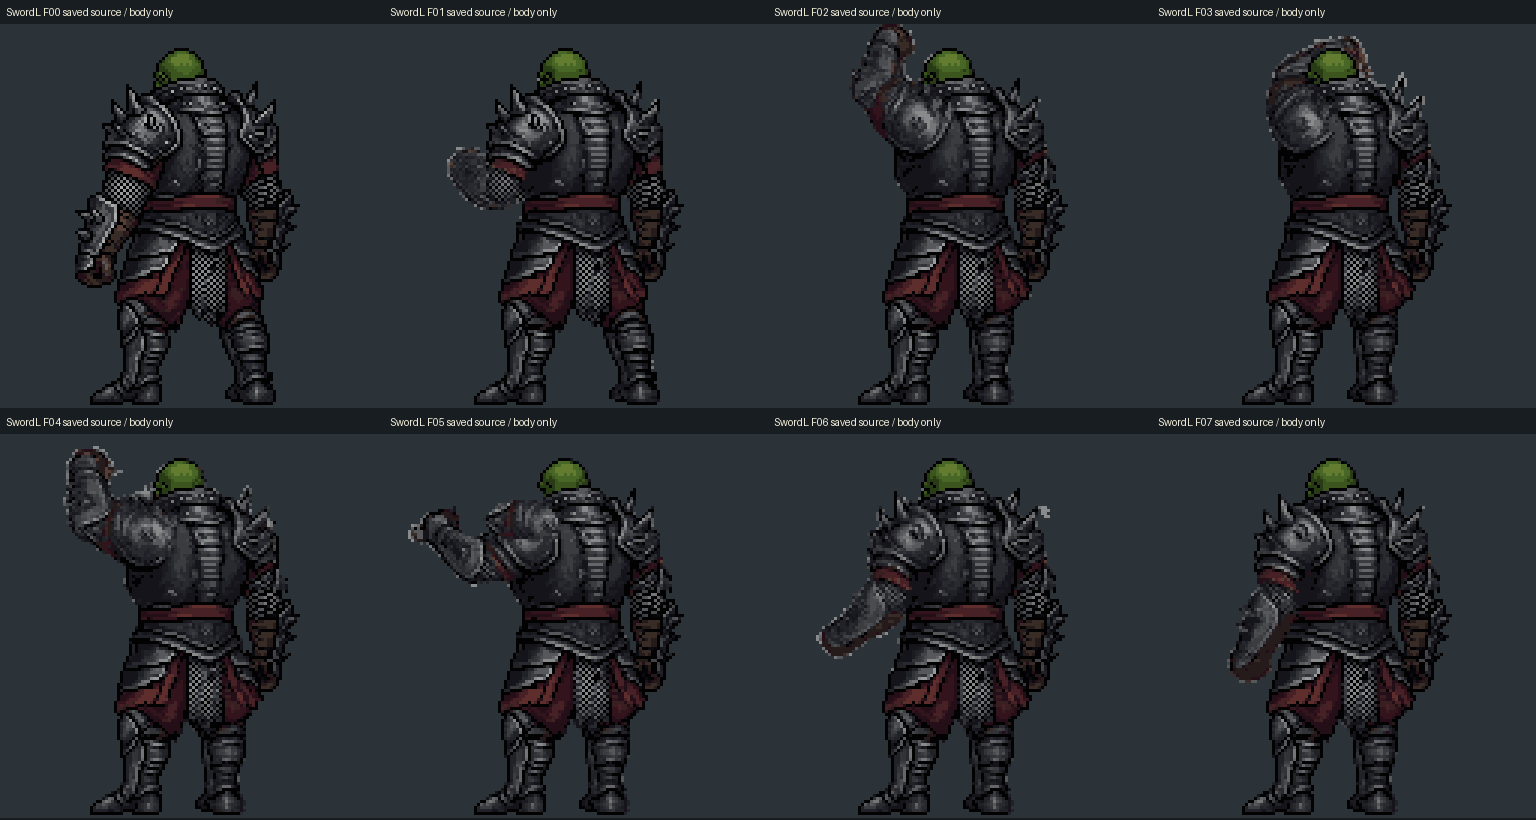 SwordL F00 saved source / body only
SwordL F01 saved source / body only
SwordL F02 saved source / body only
SwordL F03 saved source / body only
SwordL F04 saved source / body only
SwordL F05 saved source / body only
SwordL F06 saved source / body only
SwordL F07 saved source / body only